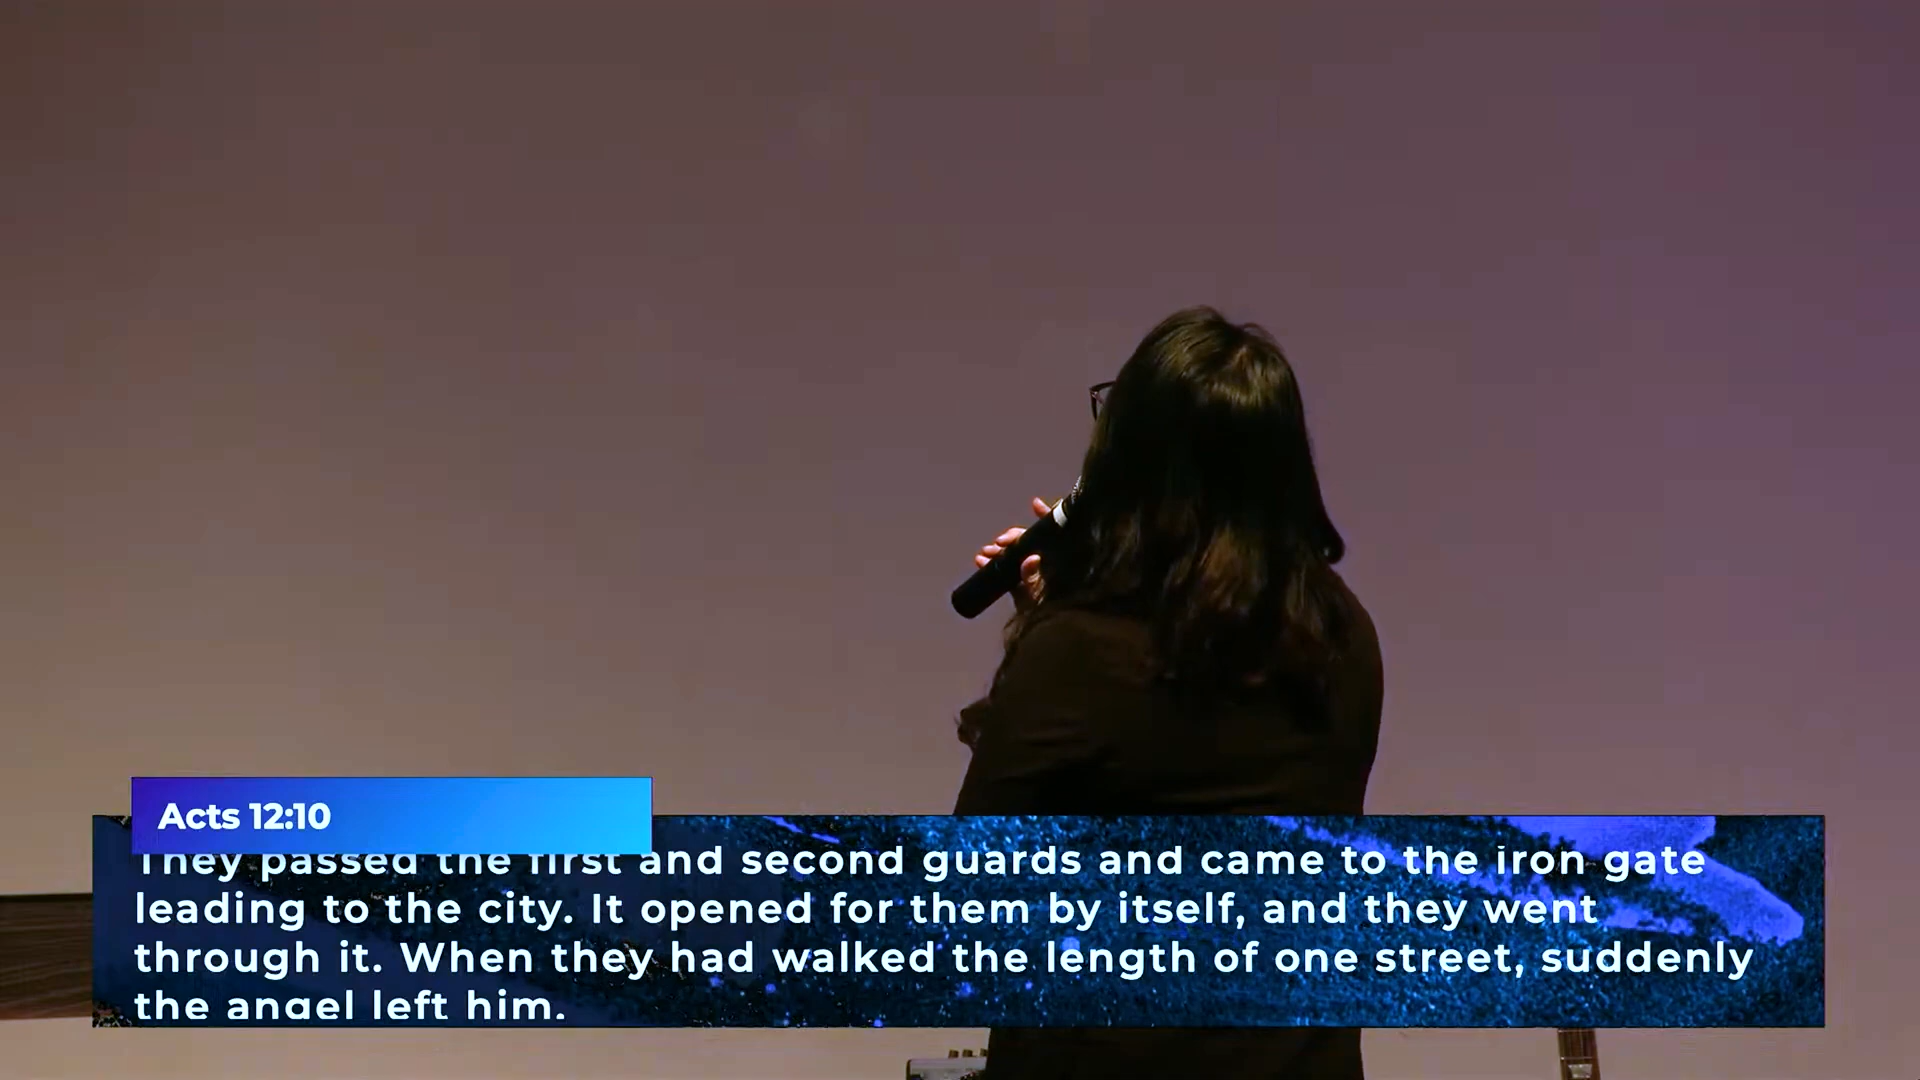 Acts 12:10
They passed the first and second guards and came to the iron gate
leading to the city. It opened for them by itself, and they went
through it. When they had walked the length of one street, suddenly
the angel left him.